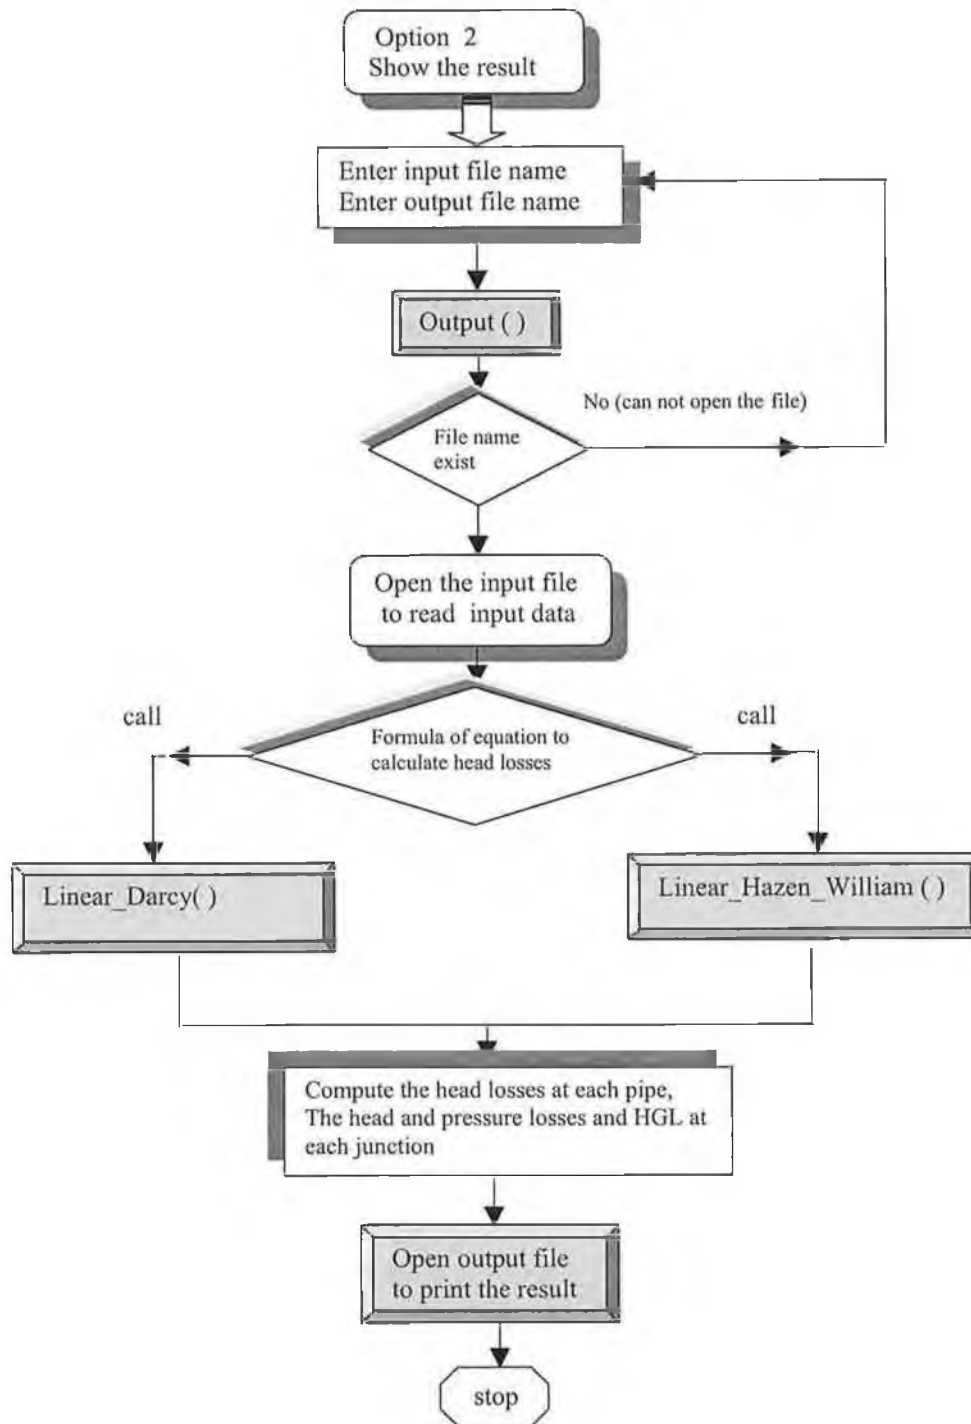 Option 2
Show the result
Enter input file name
Enter output file name
Output ( )
No (can not open the file)
File name
exist
Open the input file
to read input data
call
call
Formula of equation to
calculate head losses
Linear_Darcy( )
Linear_Hazen_William ( )
Compute the head losses at each pipe,
The head and pressure losses and HGL at
each junction
Open output file
to print the result
stop